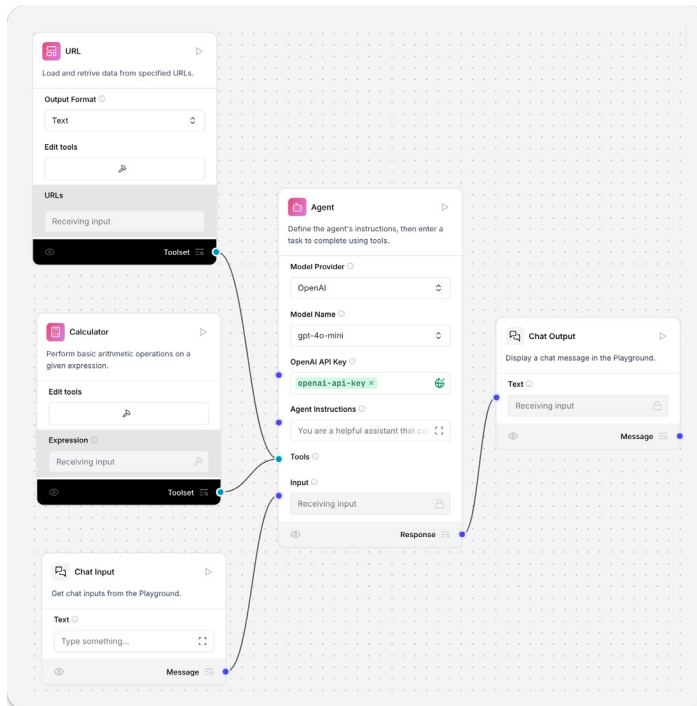 URL
Load and retrive data from specified URLs.
Output Format
Text
Edit tools
URLs
Receiving input
Toolset
Calculator
Perform basic arithmetic operations on a
given expression.
Edit tools
Expression
Receiving input
Toolset
Chat Input
Get chat inputs from the Playground.
Text
Type something...
Message
Agent
Define the agent's instructions, then enter a
task to complete using tools.
Model Provider
OpenAI
Model Name
gpt-4o-mini
OpenAI API Key
openai-api-key ×
Agent Instructions
You are a helpful assistant that can
Tools
Input
Receiving input
Response
Chat Output
Display a chat message in the Playground.
Text
Receiving input
Message